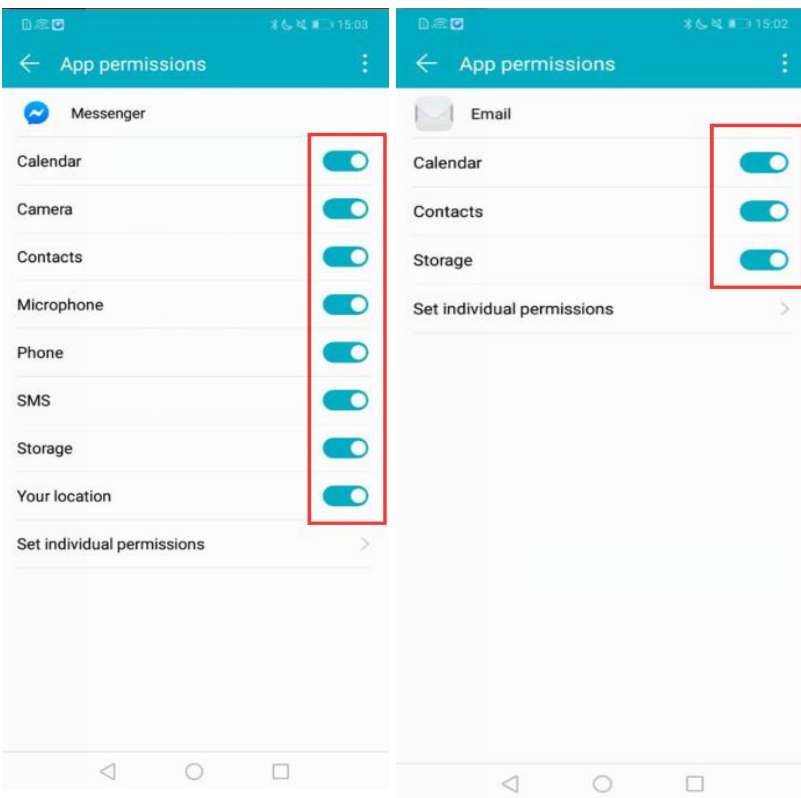 15:03
App permissions
Messenger
Calendar
Camera
Contacts
Microphone
Phone
SMS
Storage
Your location
Set individual permissions
15:02
App permissions
Email
Calendar
Contacts
Storage
Set individual permissions